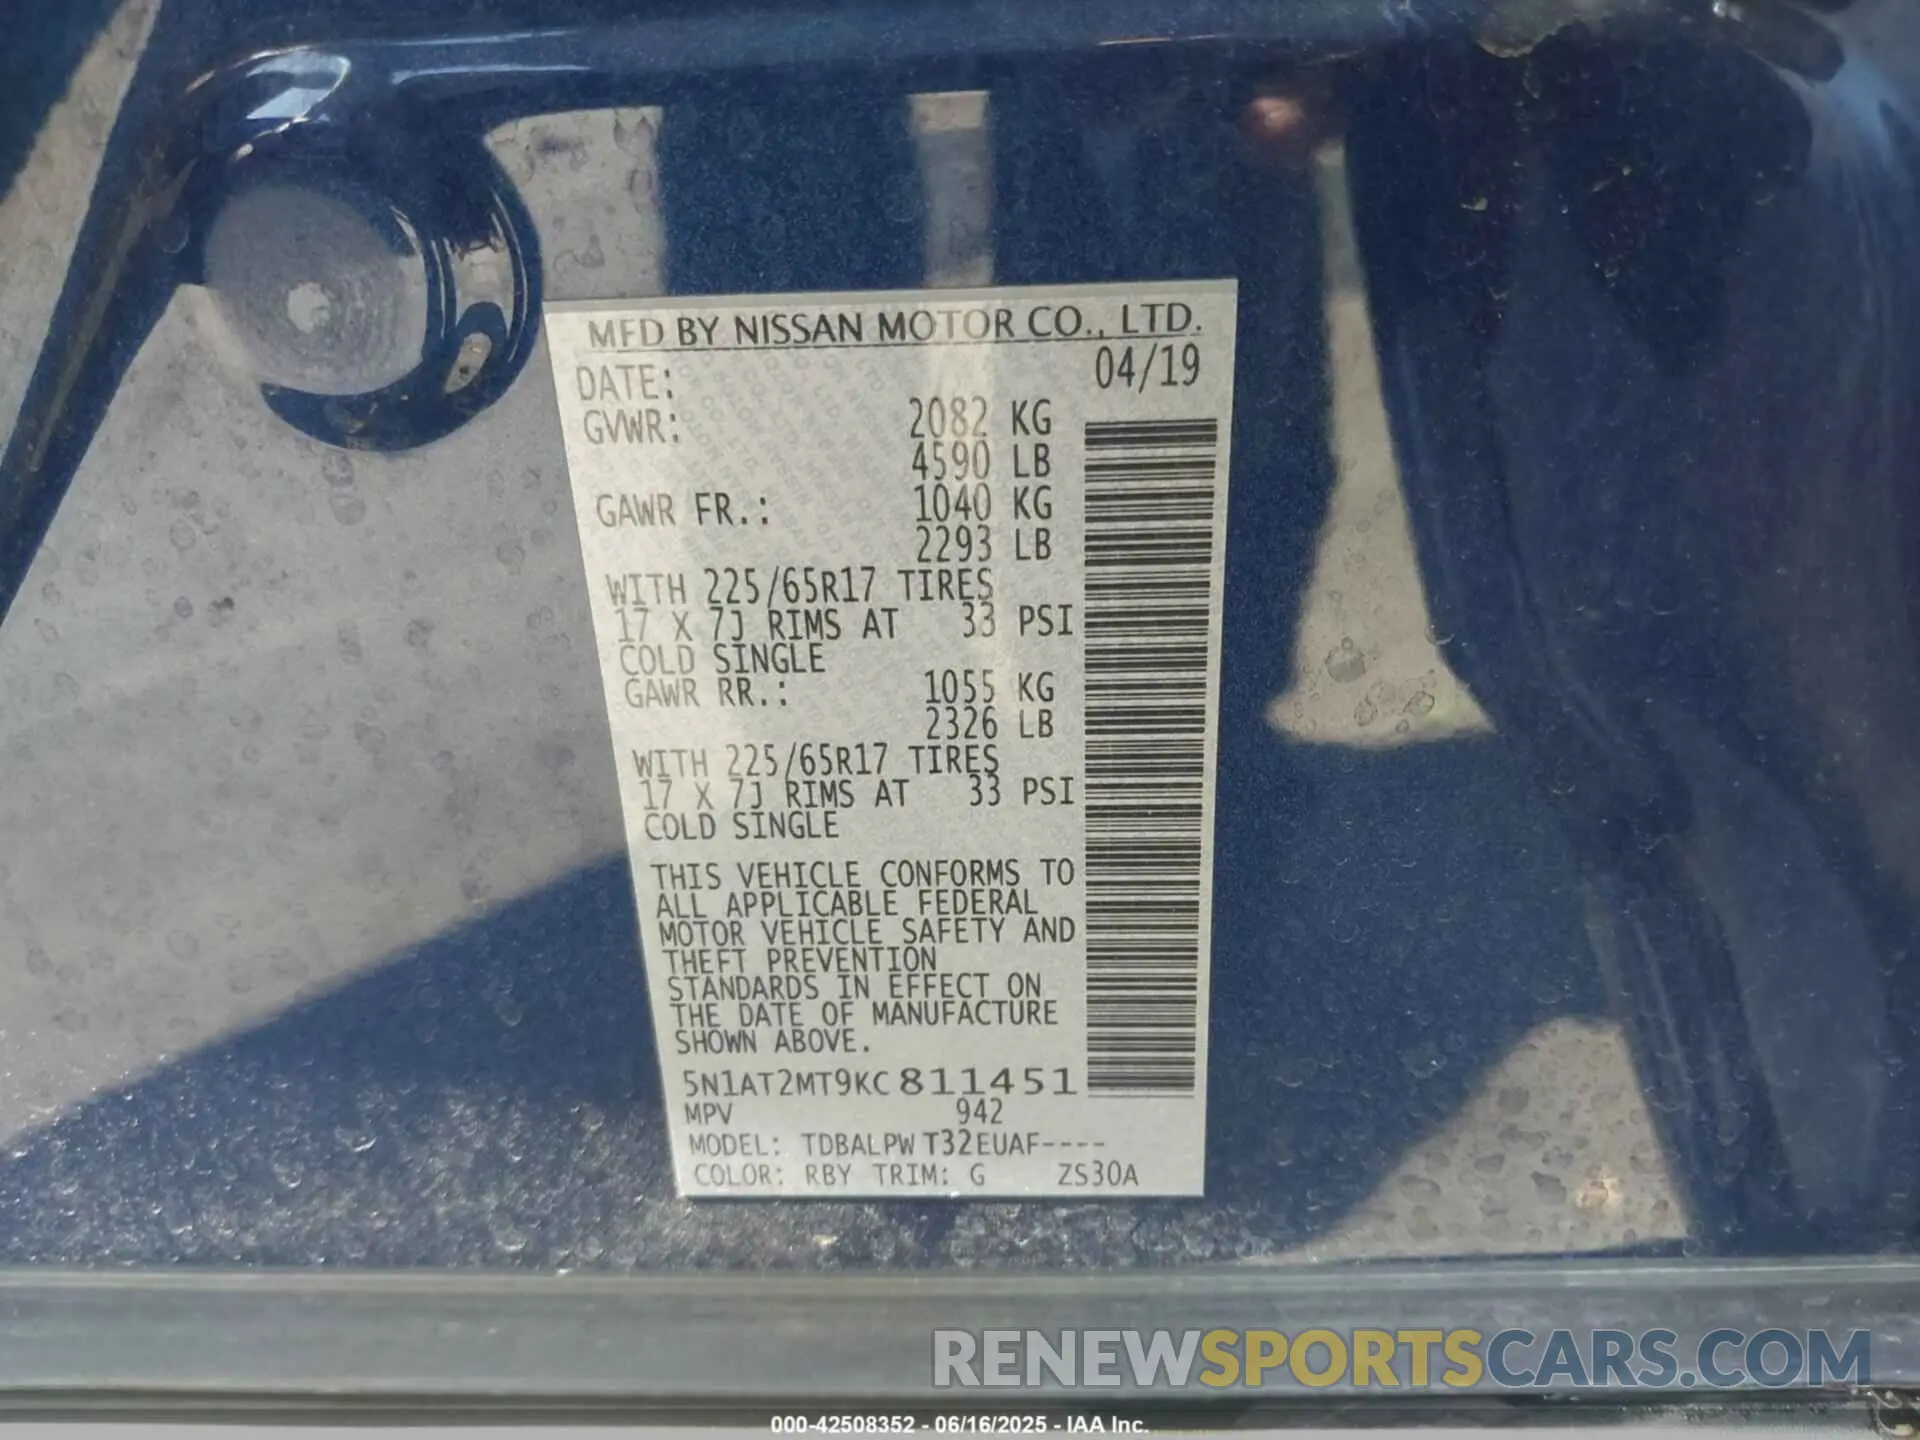 MFD BY NISSAN MOTOR CO., LTD.
DATE: 04/19
GVWR: 2082 KG
4590 LB
GAWR FR.: 1040 KG
2293 LB
WITH 225/65R17 TIRES
17 X 7J RIMS AT 33 PSI
COLD SINGLE
GAWR RR.: 1055 KG
2326 LB
WITH 225/65R17 TIRES
17 X 7J RIMS AT 33 PSI
COLD SINGLE
THIS VEHICLE CONFORMS TO
ALL APPLICABLE FEDERAL
MOTOR VEHICLE SAFETY AND
THEFT PREVENTION
STANDARDS IN EFFECT ON
THE DATE OF MANUFACTURE
SHOWN ABOVE.
5N1AT2MT9KC811451
MPV 942
MODEL: TDBALPW T32EUAF----
COLOR: RBY TRIM: G ZS30A
RENEWSPORTSCARS.COM
000-42508352 - 06/16/2025 - IAA Inc.